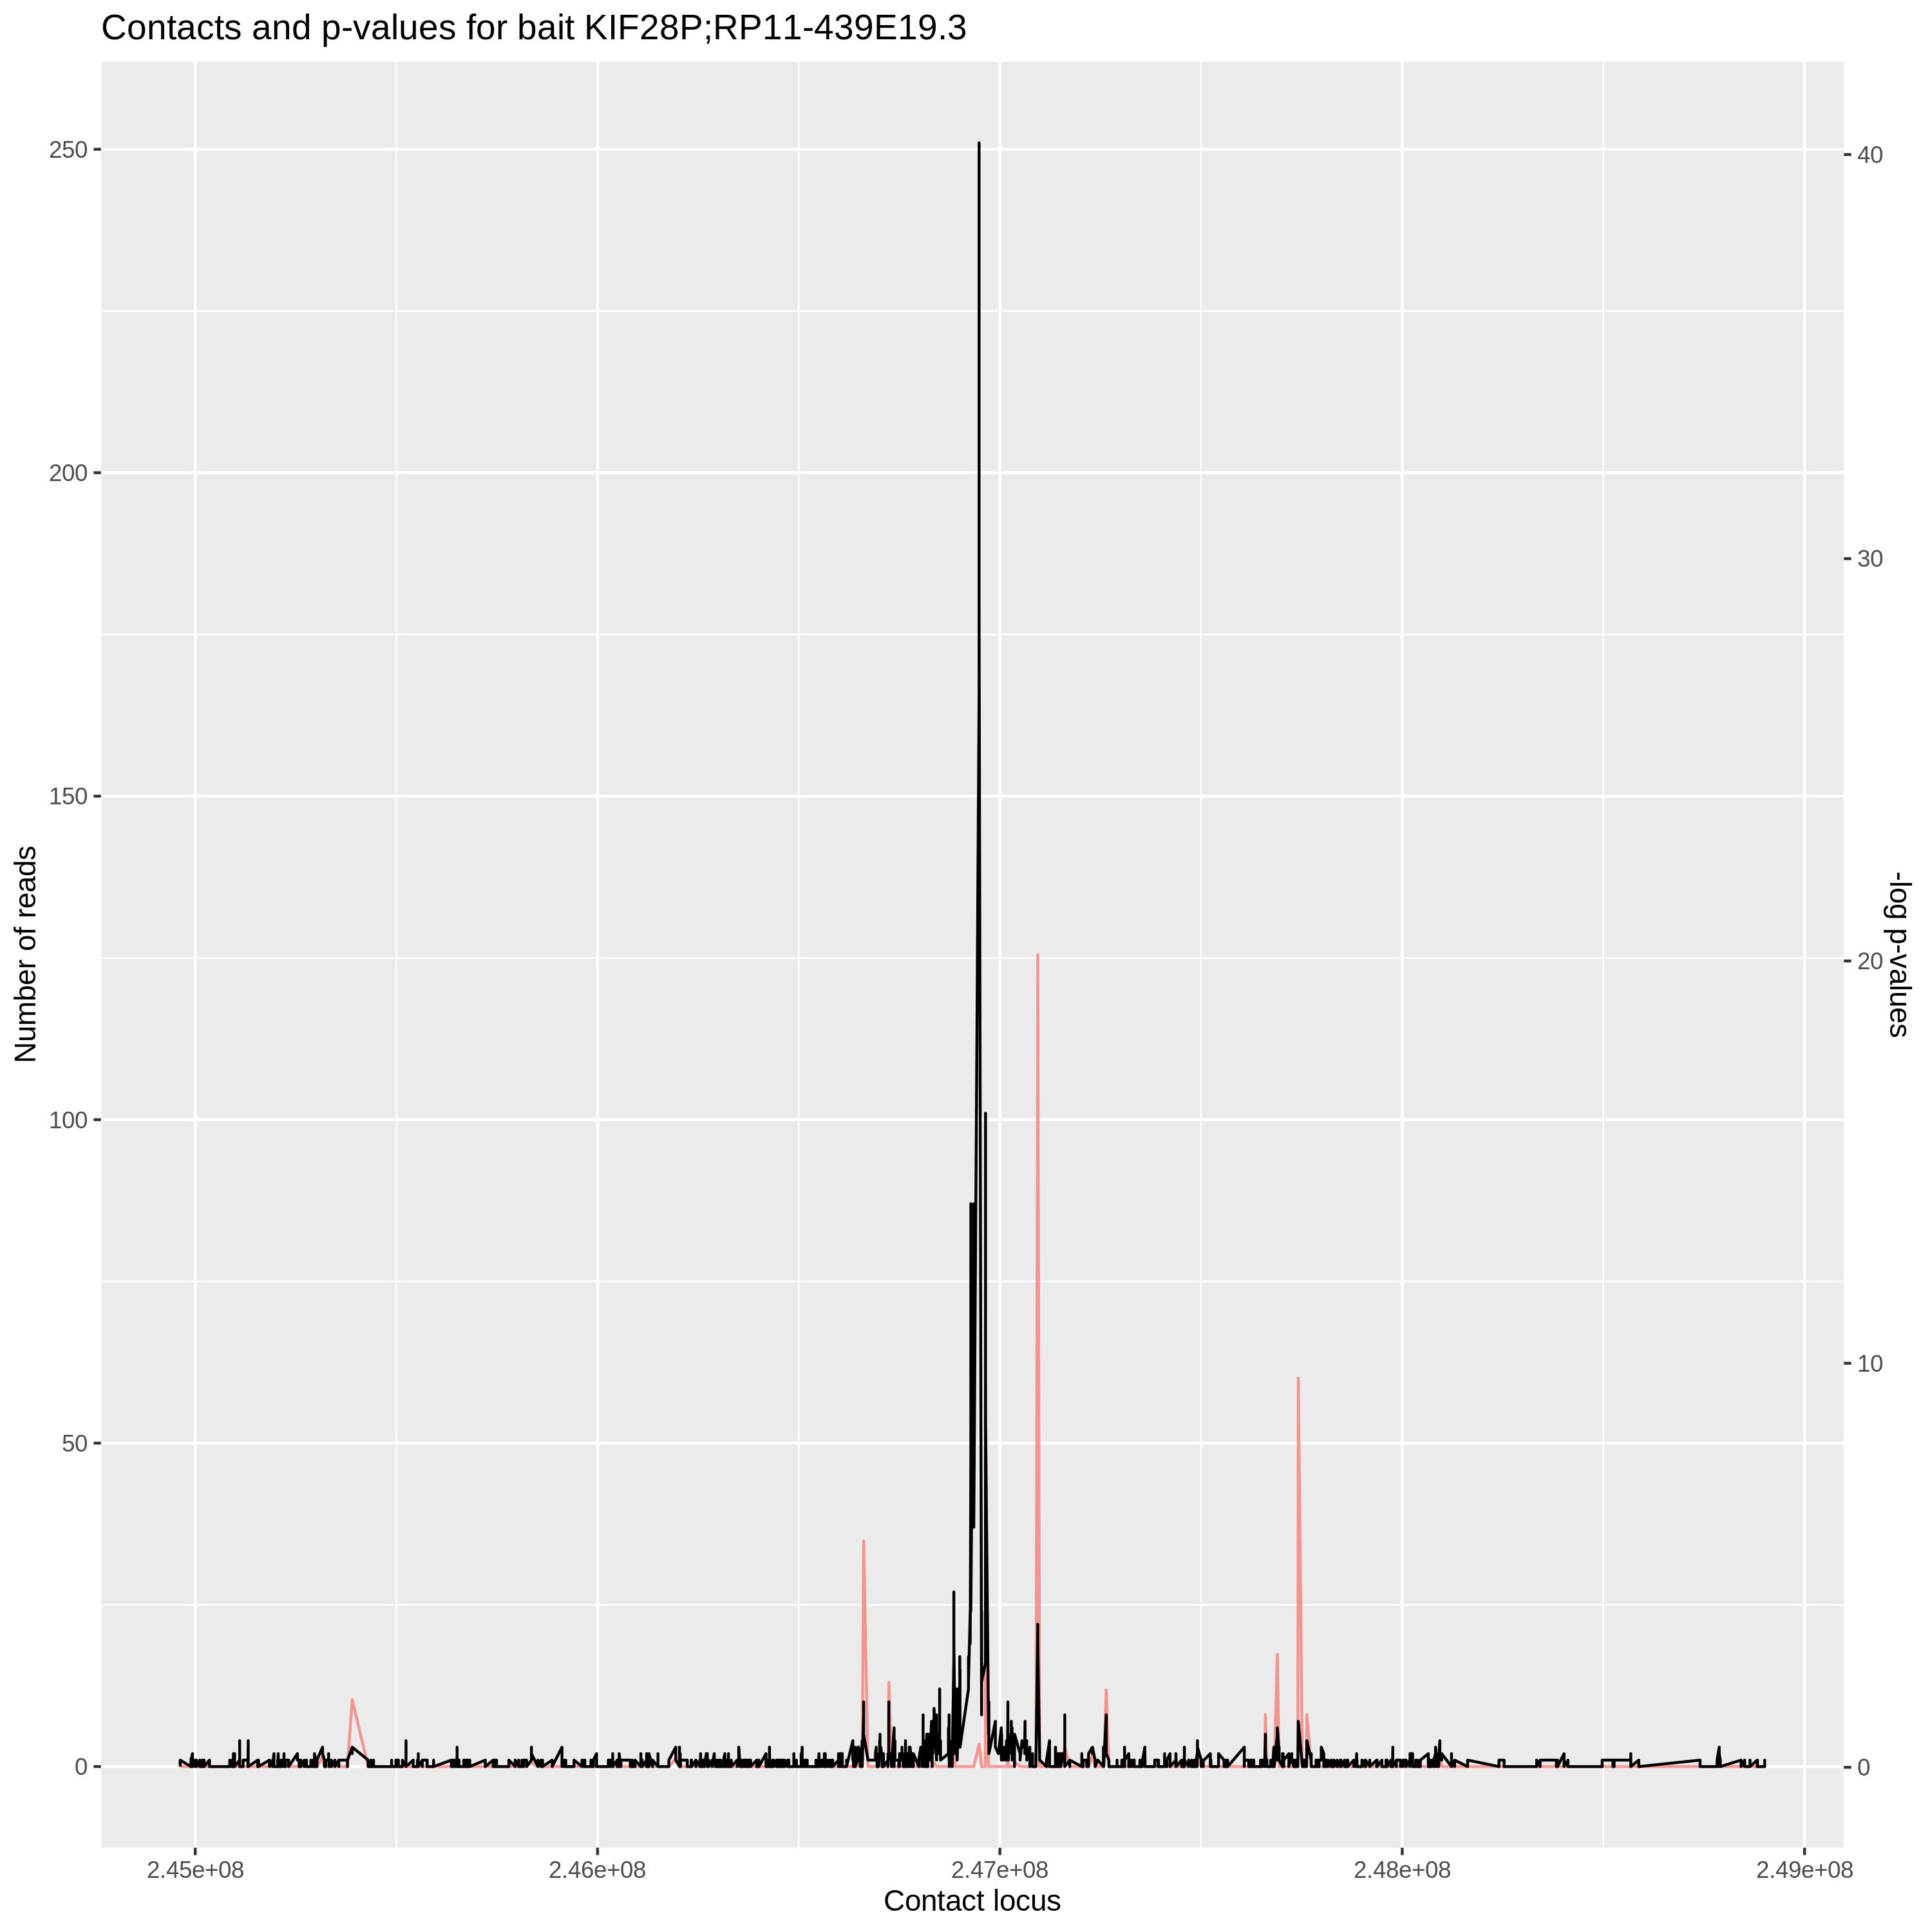 Contacts and p-values for bait KIF28P;RP11-439E19.3
250
200
150
100
50
0
Number of reads
40
30
20
10
0
-log p-values
2.45e+08 2.46e+08 2.47e+08 2.48e+08 2.49e+08
Contact locus